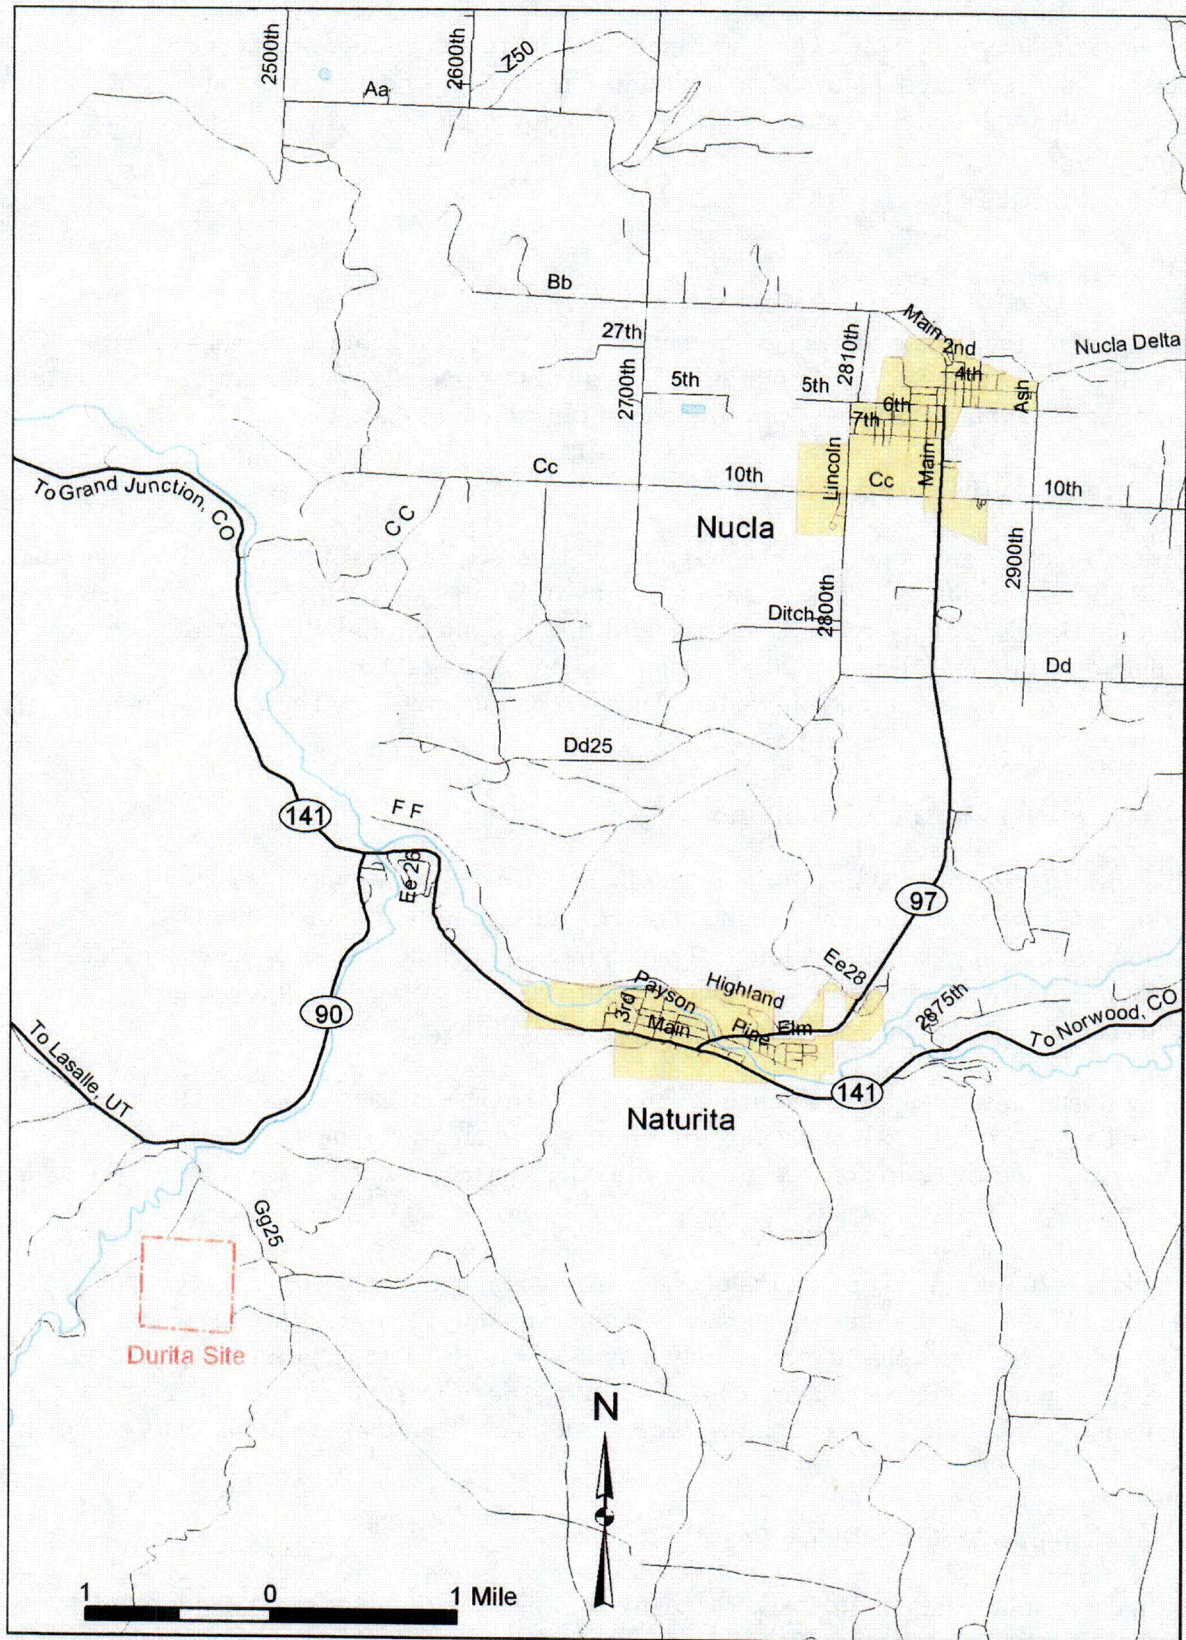 2500th
2600th
Z50
Aa
Bb
27th
2700th
5th
5th
2810th
Main
2nd
4th
Nucla Delta
Ash
6th
7th
Lincoln
Main
Cc
10th
Cc
10th
To Grand Junction, CO
C C
Nucla
2900th
Ditch
2800th
Dd
Dd25
141
F F
Ee 26
97
Ee28
Payson
Highland
3rd
Main
Pine
Elm
2875th
To Norwood, CO
90
To Lasalle, UT
141
Naturita
Gg25
Durita Site
N
1 0 1 Mile